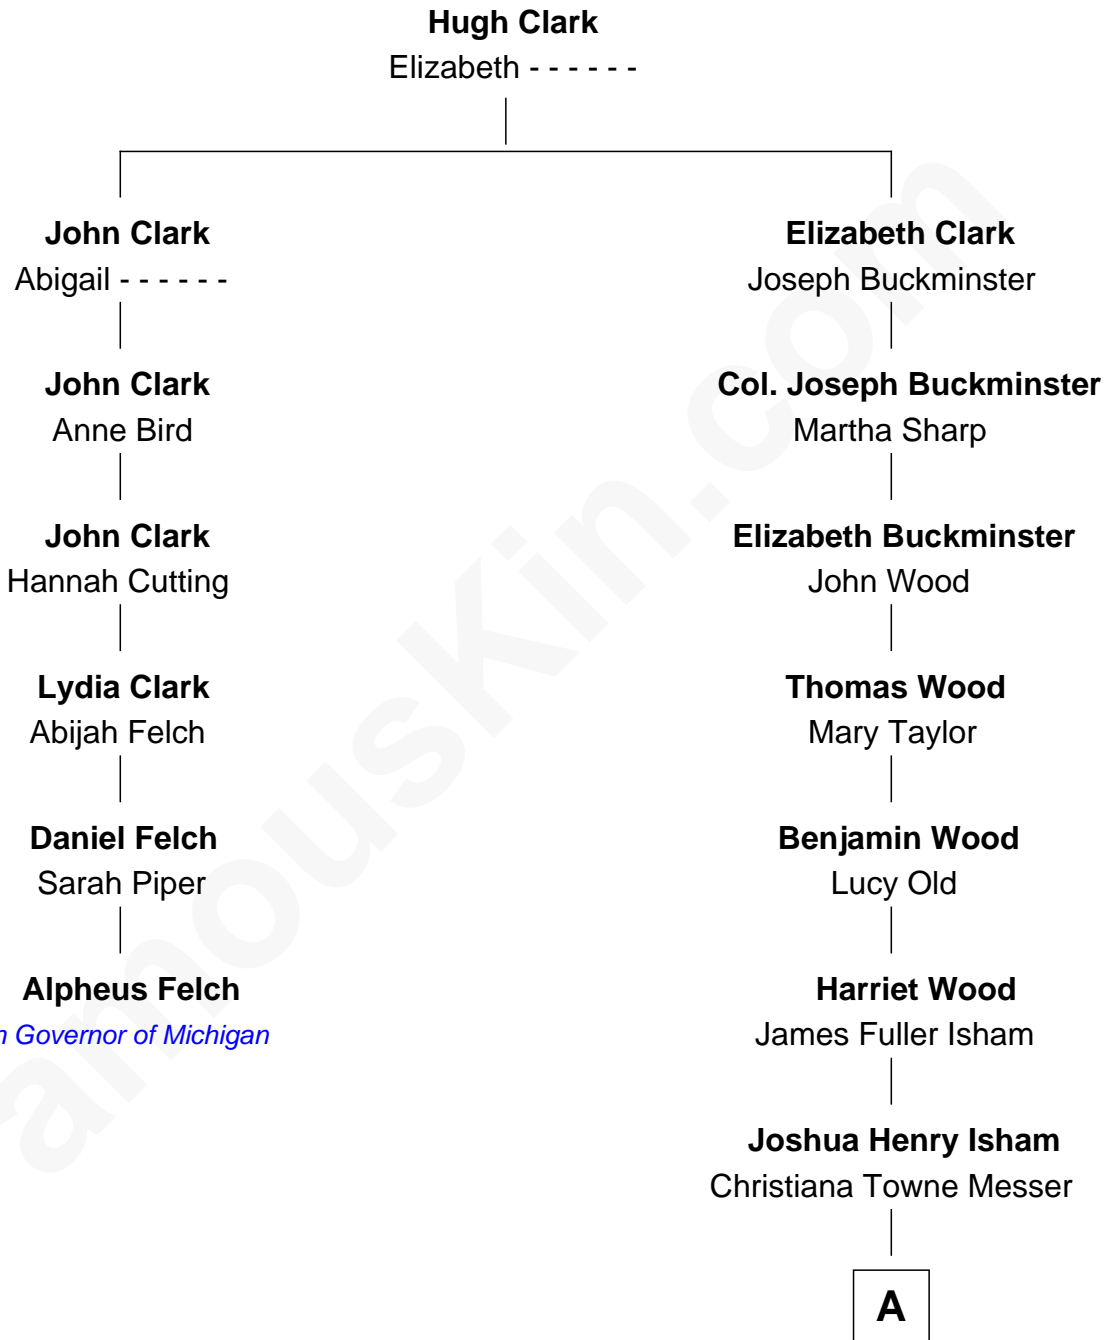 Hugh Clark
Elizabeth - - - - - -
John Clark
Abigail - - - - - -
John Clark
Anne Bird
John Clark
Hannah Cutting
Lydia Clark
Abijah Felch
Daniel Felch
Sarah Piper
Alpheus Felch
Governor of Michigan
Elizabeth Clark
Joseph Buckminster
Col. Joseph Buckminster
Martha Sharp
Elizabeth Buckminster
John Wood
Thomas Wood
Mary Taylor
Benjamin Wood
Lucy Old
Harriet Wood
James Fuller Isham
Joshua Henry Isham
Christiana Towne Messer
A
amouskin.com